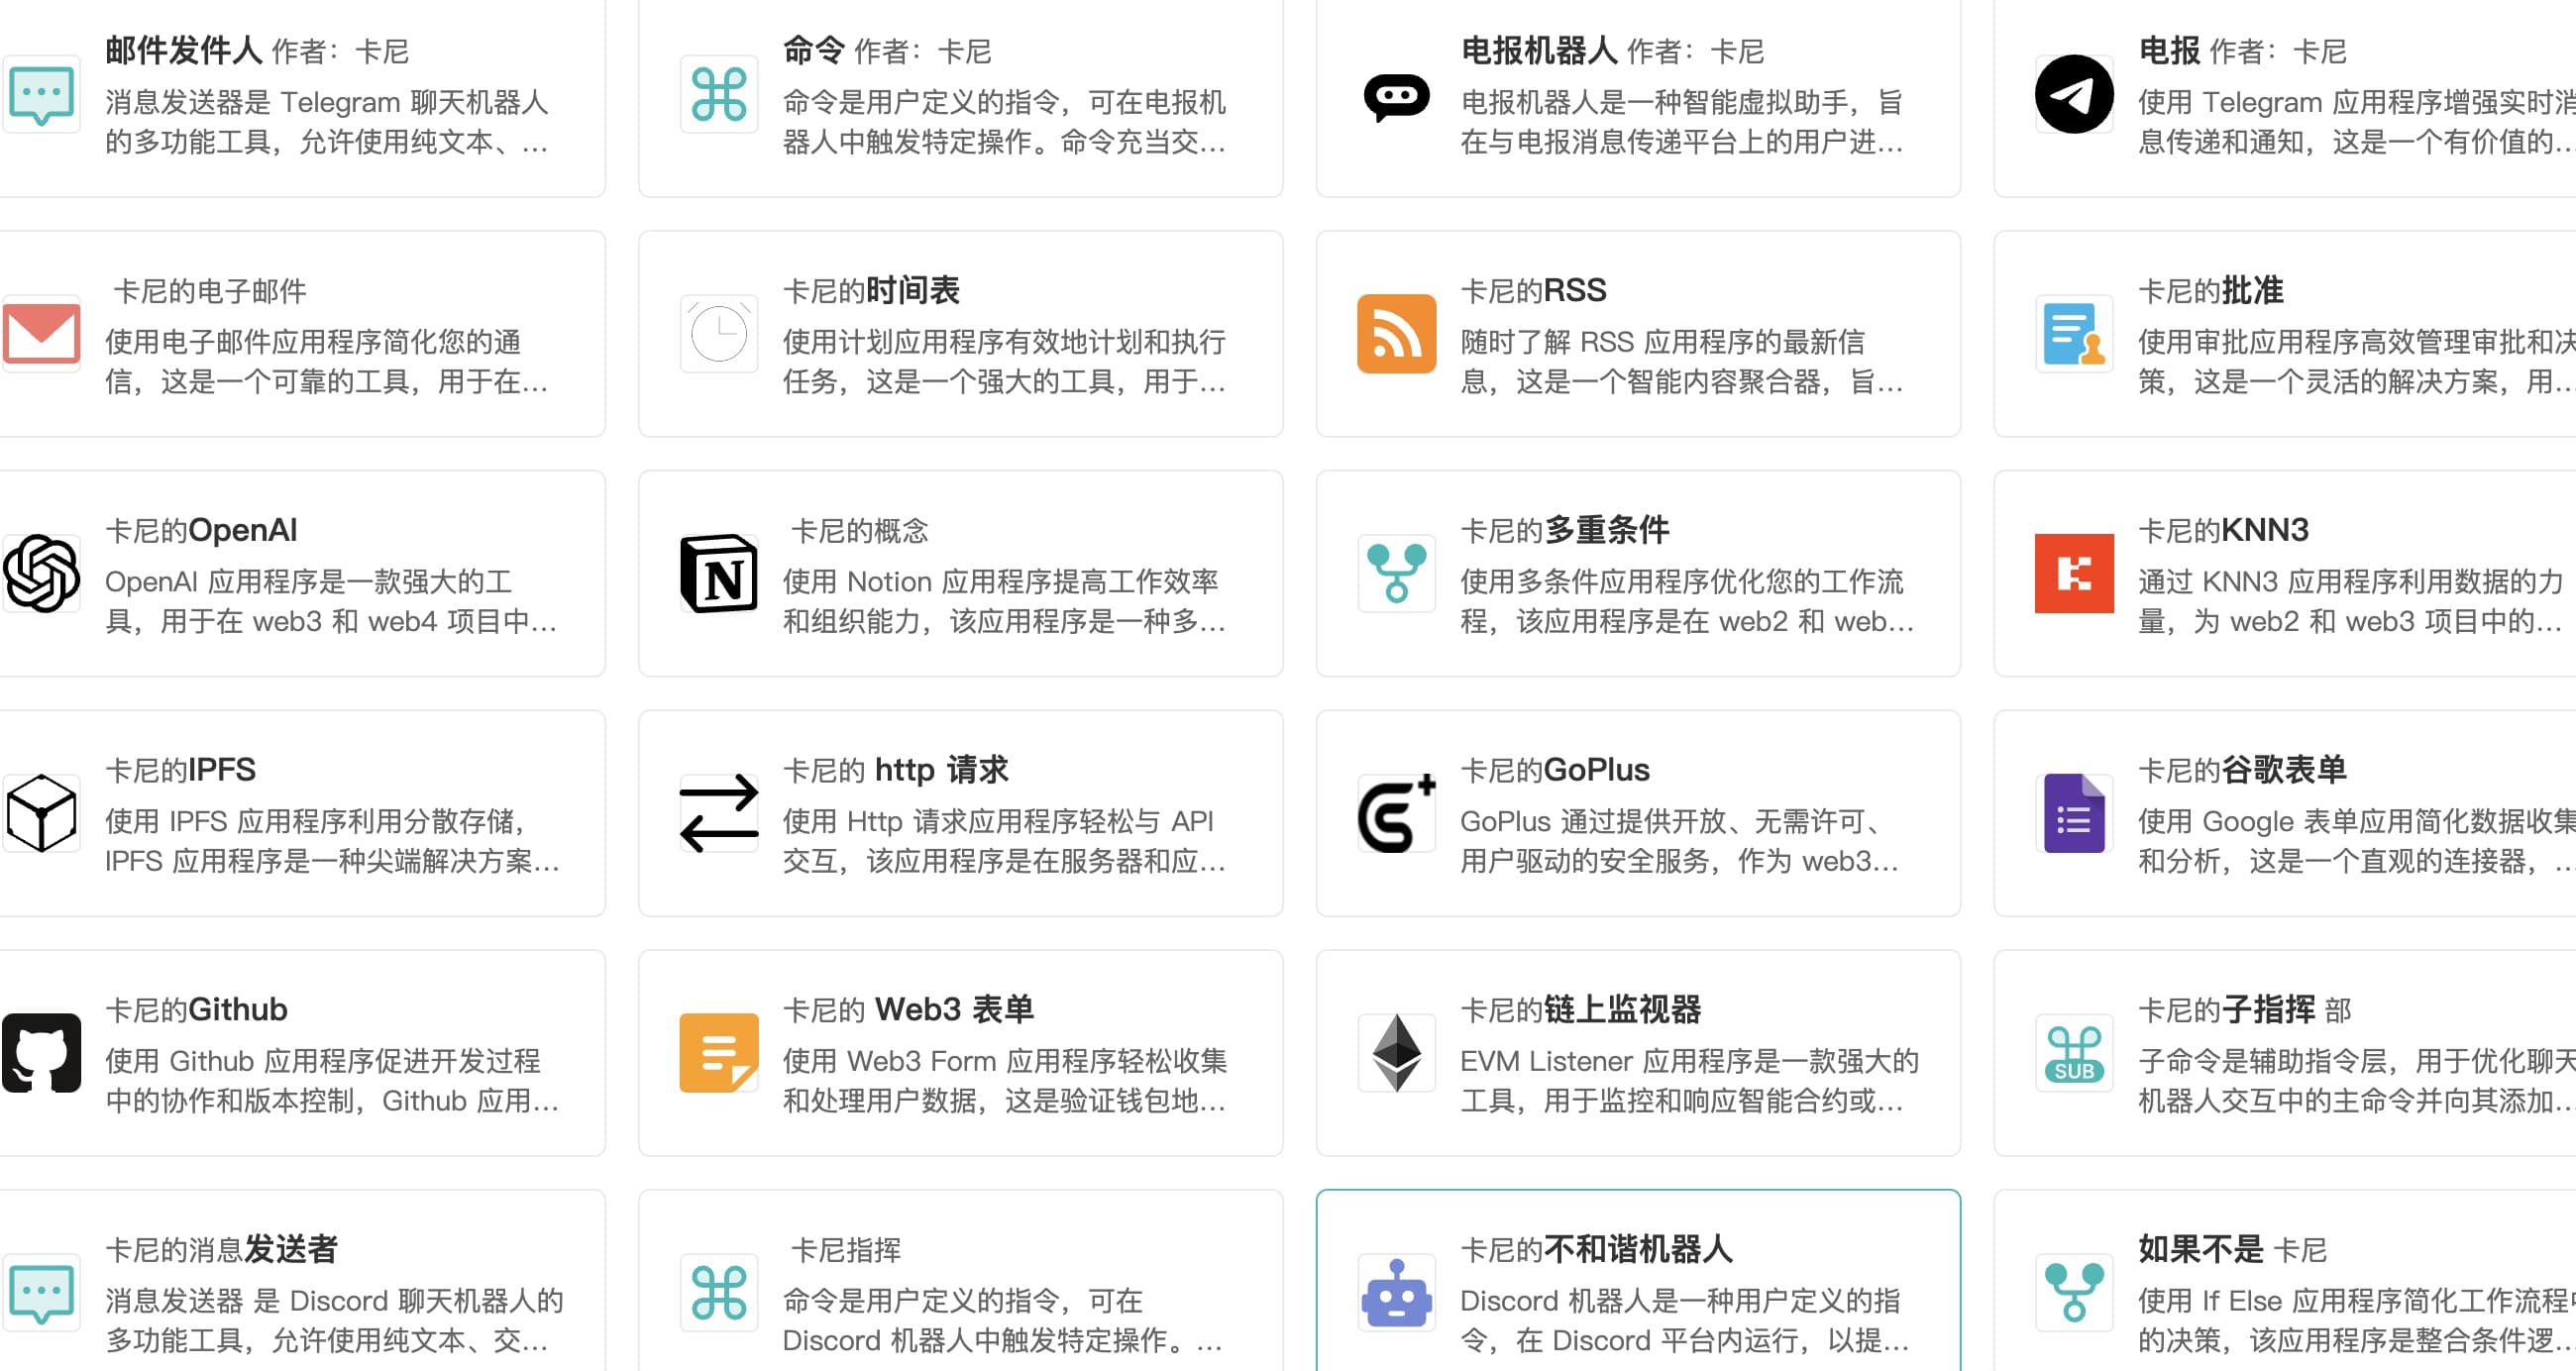 邮件发件人 作者：卡尼
消息发送器是 Telegram 聊天机器人
的多功能工具，允许使用纯文本、…
命令 作者：卡尼
命令是用户定义的指令，可在电报机
器人中触发特定操作。命令充当交…
电报机器人 作者：卡尼
电报机器人是一种智能虚拟助手，旨
在与电报消息传递平台上的用户进…
电报 作者：卡尼
使用 Telegram 应用程序增强实时消
息传递和通知，这是一个有价值的…
卡尼的电子邮件
使用电子邮件应用程序简化您的通
信，这是一个可靠的工具，用于在…
卡尼的时间表
使用计划应用程序有效地计划和执行
任务，这是一个强大的工具，用于…
卡尼的RSS
随时了解 RSS 应用程序的最新信
息，这是一个智能内容聚合器，旨…
卡尼的批准
使用审批应用程序高效管理审批和决
策，这是一个灵活的解决方案，用…
卡尼的OpenAI
OpenAI 应用程序是一款强大的工
具，用于在 web3 和 web4 项目中…
卡尼的概念
使用 Notion 应用程序提高工作效率
和组织能力，该应用程序是一种多…
卡尼的多重条件
使用多条件应用程序优化您的工作流
程，该应用程序是在 web2 和 web…
卡尼的KNN3
通过 KNN3 应用程序利用数据的力
量，为 web2 和 web3 项目中的…
卡尼的IPFS
使用 IPFS 应用程序利用分散存储，
IPFS 应用程序是一种尖端解决方案…
卡尼的 http 请求
使用 Http 请求应用程序轻松与 API
交互，该应用程序是在服务器和应…
卡尼的GoPlus
GoPlus 通过提供开放、无需许可、
用户驱动的安全服务，作为 web3…
卡尼的谷歌表单
使用 Google 表单应用简化数据收集
和分析，这是一个直观的连接器，…
卡尼的Github
使用 Github 应用程序促进开发过程
中的协作和版本控制，Github 应用…
卡尼的 Web3 表单
使用 Web3 Form 应用程序轻松收集
和处理用户数据，这是验证钱包地…
卡尼的链上监视器
EVM Listener 应用程序是一款强大的
工具，用于监控和响应智能合约或…
SUB
卡尼的子指挥 部
子命令是辅助指令层，用于优化聊天
机器人交互中的主命令并向其添加…
卡尼的消息发送者
消息发送器 是 Discord 聊天机器人的
多功能工具，允许使用纯文本、交…
卡尼指挥
命令是用户定义的指令，可在
Discord 机器人中触发特定操作。…
卡尼的不和谐机器人
Discord 机器人是一种用户定义的指
令，在 Discord 平台内运行，以提…
如果不是 卡尼
使用 If Else 应用程序简化工作流程中
的决策，该应用程序是整合条件逻…